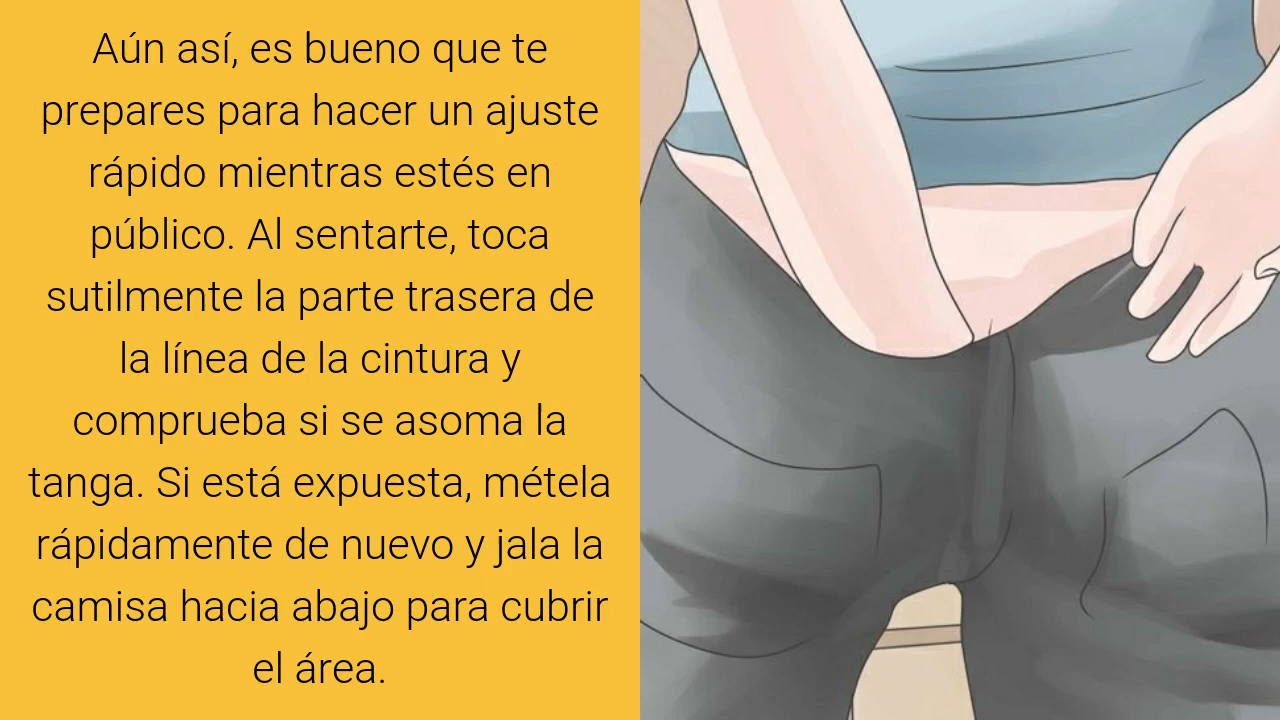 Aún así, es bueno que te
prepares para hacer un ajuste
rápido mientras estés en
público. Al sentarte, toca
sutilmente la parte trasera de
la línea de la cintura y
comprueba si se asoma la
tanga. Si está expuesta, métela
rápidamente de nuevo y jala la
camisa hacia abajo para cubrir
el área.